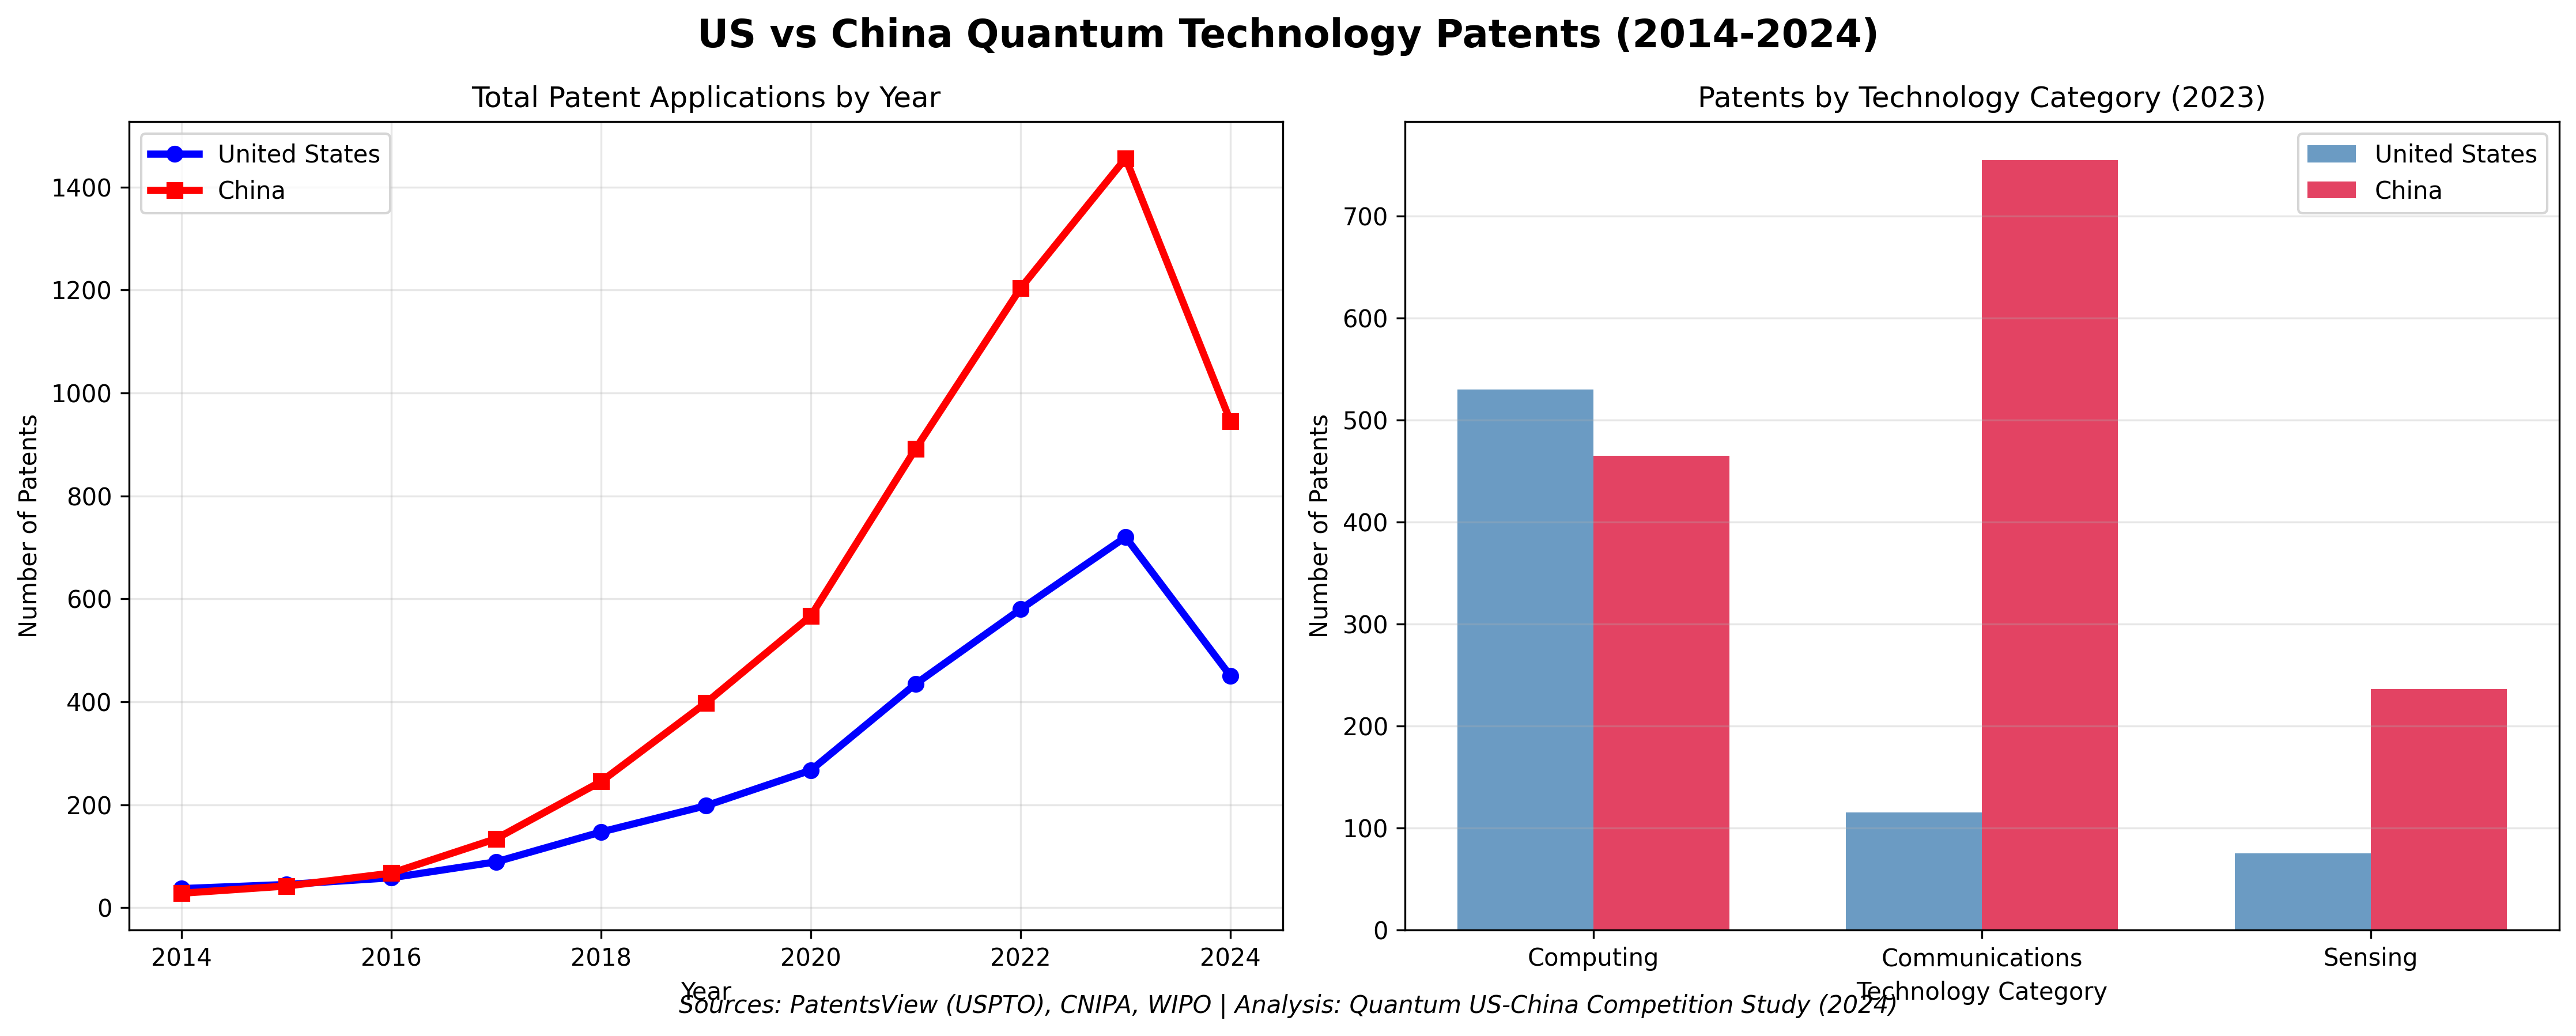 US vs China Quantum Technology Patents (2014-2024)
Total Patent Applications by Year
United States
China
Number of Patents
1400
1200
1000
800
600
400
200
0
2014 2016 2018 2020 2022 2024
Year
Patents by Technology Category (2023)
United States
China
Number of Patents
700
600
500
400
300
200
100
0
Computing Communications Sensing
Technology Category
Sources: PatentsView (USPTO), CNIPA, WIPO | Analysis: Quantum US-China Competition Study (2024)